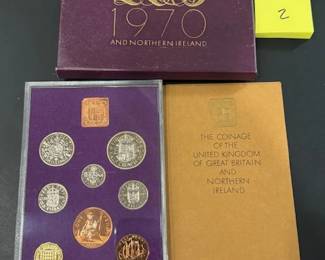 1970
AND NORTHERN IRELAND
2
THE COINAGE
OF THE
UNITED KINGDOM
OF GREAT BRITAIN
AND
NORTHERN
IRELAND